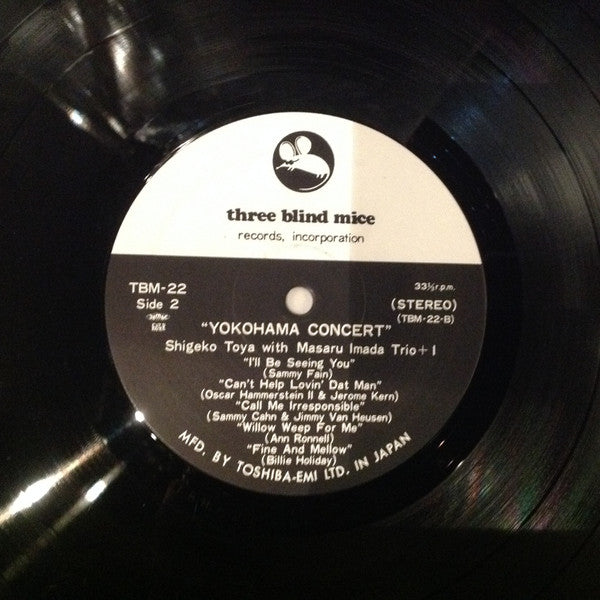 three blind mice
records, incorporation
TBM-22
33⅓r.p.m.
Side 2
(STEREO)
(TBM-22-B)
"YOKOHAMA CONCERT"
Shigeko Toya with Masaru Imada Trio+1
"I'll Be Seeing You"
(Sammy Fain)
"Can't Help Lovin' Dat Man"
(Oscar Hammerstein II & Jerome Kern)
"Call Me Irresponsible"
(Sammy Cahn & Jimmy Van Heusen)
"Willow Weep For Me"
(Ann Ronnell)
"Fine And Mellow"
(Billie Holiday)
MFD. BY TOSHIBA-EMI LTD. IN JAPAN